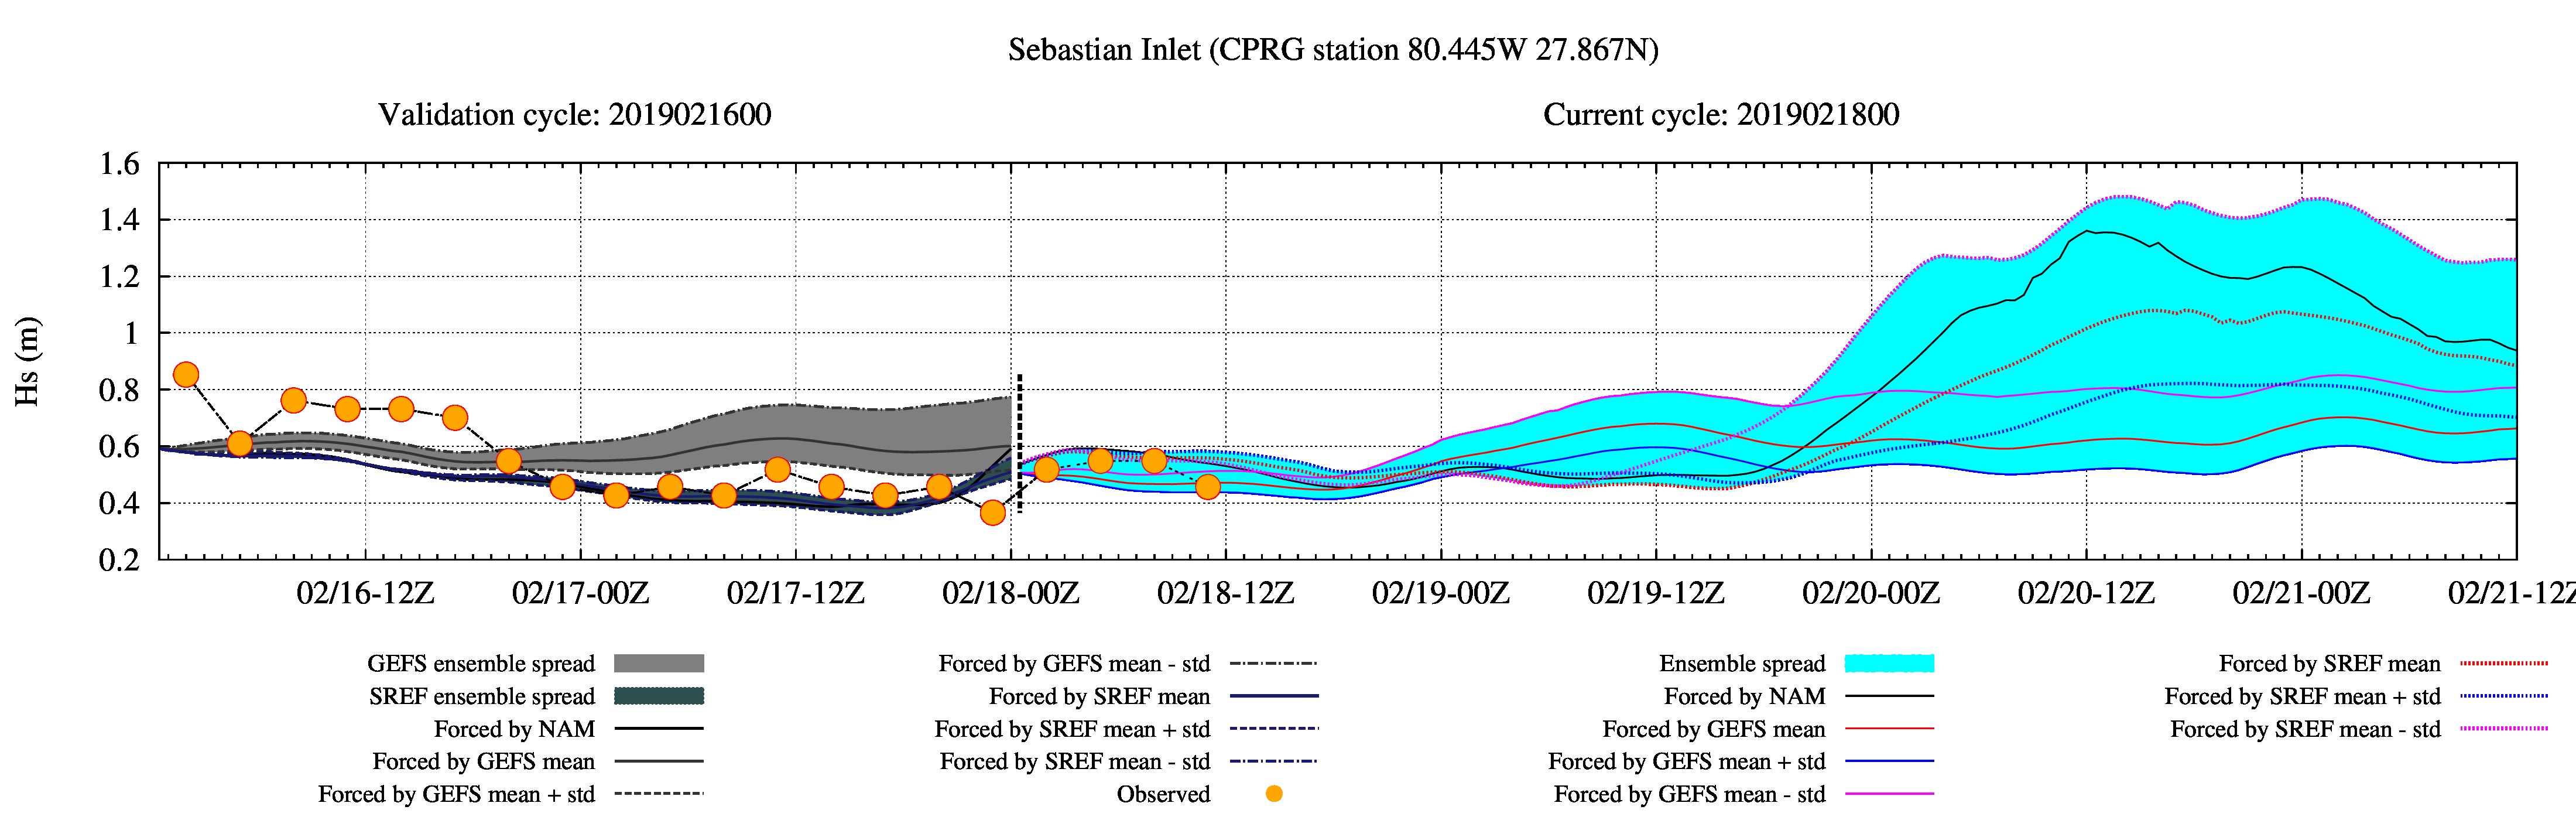 Sebastian Inlet (CPRG station 80.445W 27.867N)
Validation cycle: 2019021600
Current cycle: 2019021800
Hs (m)
1.6
1.4
1.2
1
0.8
0.6
0.4
0.2
02/16-12Z
02/17-00Z
02/17-12Z
02/18-00Z
02/18-12Z
02/19-00Z
02/19-12Z
02/20-00Z
02/20-12Z
02/21-00Z
02/21-12Z
GEFS ensemble spread
SREF ensemble spread
Forced by NAM
Forced by GEFS mean
Forced by GEFS mean + std
Forced by GEFS mean - std
Forced by SREF mean
Forced by SREF mean + std
Forced by SREF mean - std
Observed
Ensemble spread
Forced by NAM
Forced by GEFS mean
Forced by GEFS mean + std
Forced by GEFS mean - std
Forced by SREF mean
Forced by SREF mean + std
Forced by SREF mean - std